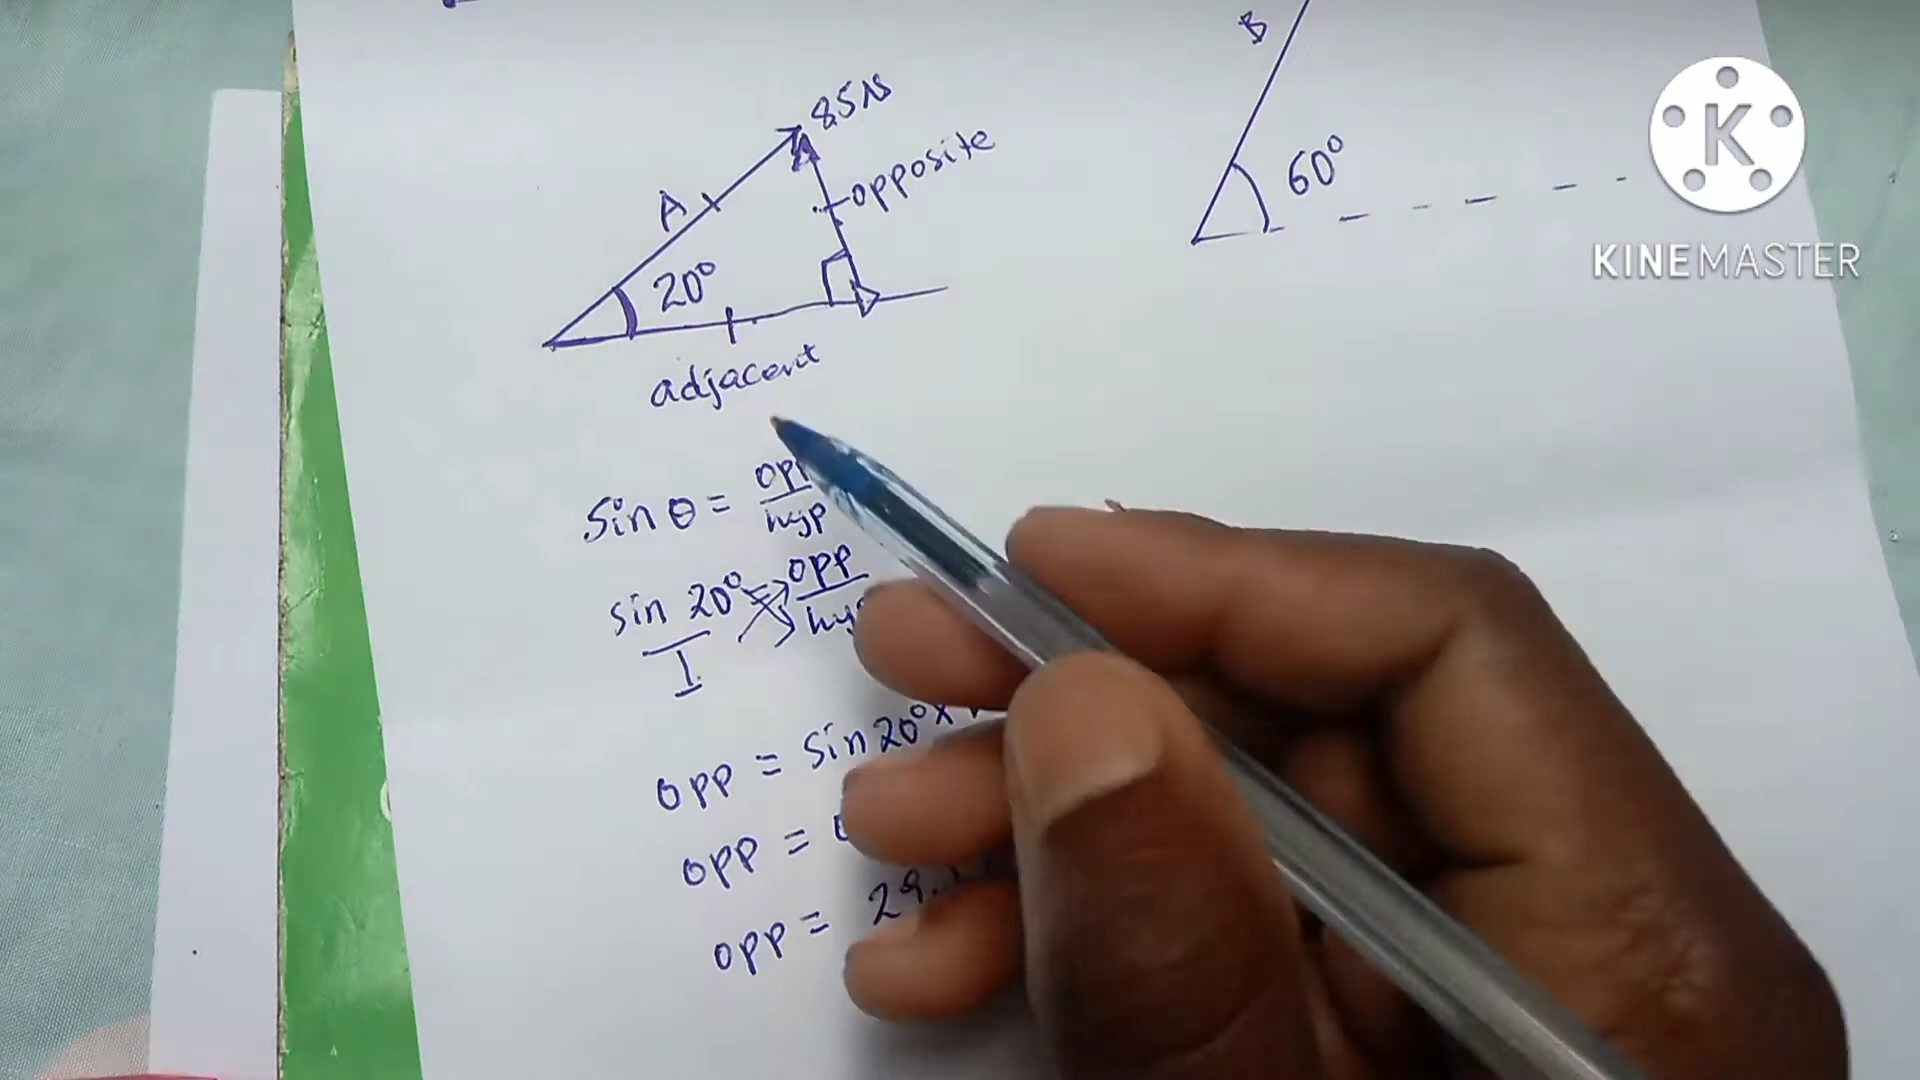 B
85N
opposite
A
60°
20°
adjacent
KINEMASTER
Sin θ = opp/hyp
sin 20°/1 = opp/hyp
opp = sin 20° x
opp =
opp = 29.